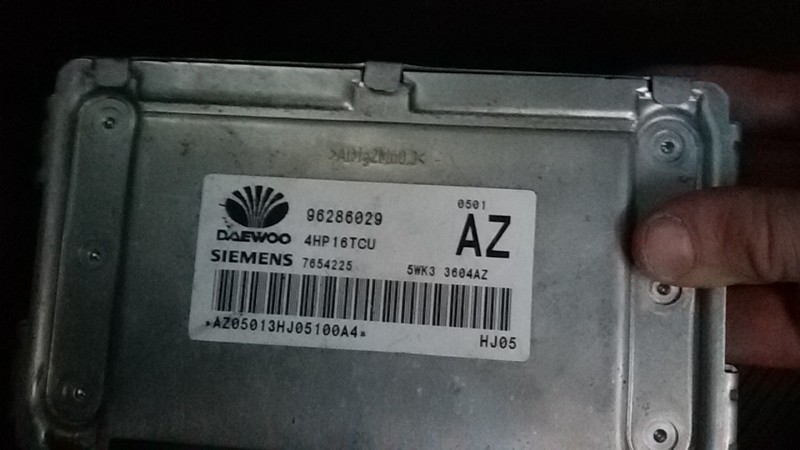 96286029
0501
DAEWOO 4HP16TCU AZ
SIEMENS 7654225 5WK3 3604AZ
*AZ05013HJ05100A4*
HJ05